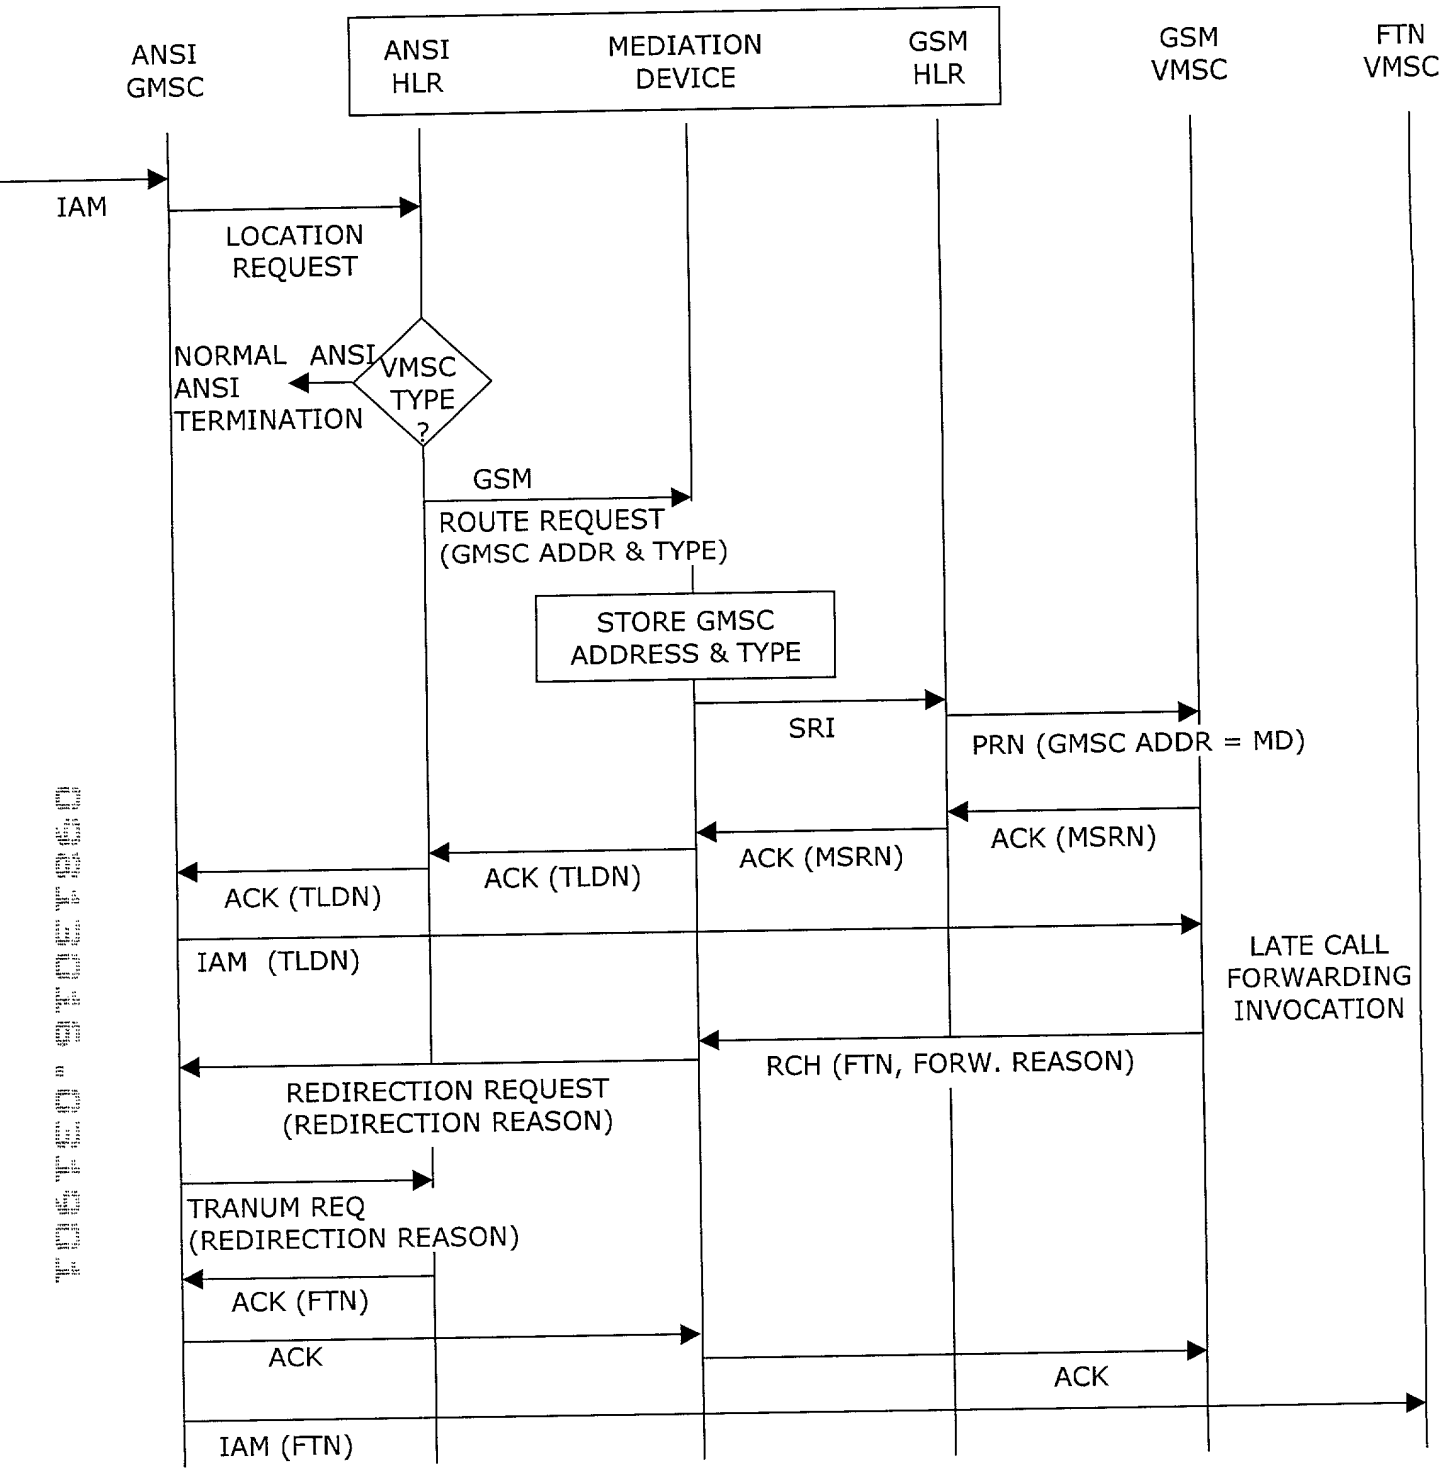 ANSI
GMSC
ANSI
HLR
MEDIATION
DEVICE
GSM
HLR
GSM
VMSC
FTN
VMSC
IAM
LOCATION
REQUEST
NORMAL ANSI
ANSI
TERMINATION
VMSC
TYPE
?
GSM
ROUTE REQUEST
(GMSC ADDR & TYPE)
STORE GMSC
ADDRESS & TYPE
SRI
PRN (GMSC ADDR = MD)
ACK (MSRN)
ACK (MSRN)
ACK (TLDN)
ACK (TLDN)
IAM (TLDN)
LATE CALL
FORWARDING
INVOCATION
RCH (FTN, FORW. REASON)
REDIRECTION REQUEST
(REDIRECTION REASON)
TRANUM REQ
(REDIRECTION REASON)
ACK (FTN)
ACK
ACK
IAM (FTN)